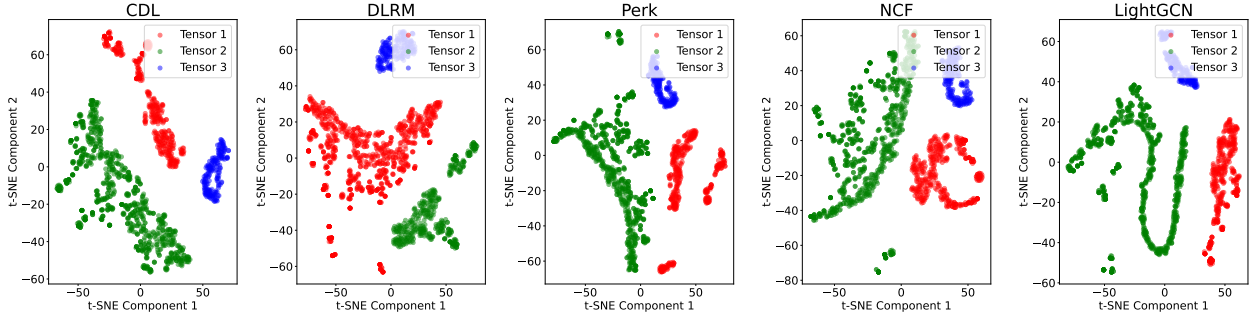 CDL
Tensor 1
Tensor 2
Tensor 3
t-SNE Component 2
60
40
20
0
−20
−40
−60
−50
0
50
t-SNE Component 1
DLRM
Tensor 1
Tensor 2
Tensor 3
t-SNE Component 2
60
40
20
0
−20
−40
−60
−50
0
50
t-SNE Component 1
Perk
Tensor 1
Tensor 2
Tensor 3
t-SNE Component 2
60
40
20
0
−20
−40
−60
−50
0
50
t-SNE Component 1
NCF
Tensor 1
Tensor 2
Tensor 3
t-SNE Component 2
60
40
20
0
−20
−40
−60
−80
−50
0
50
t-SNE Component 1
LightGCN
Tensor 1
Tensor 2
Tensor 3
t-SNE Component 2
60
40
20
0
−20
−40
−60
−50
0
50
t-SNE Component 1